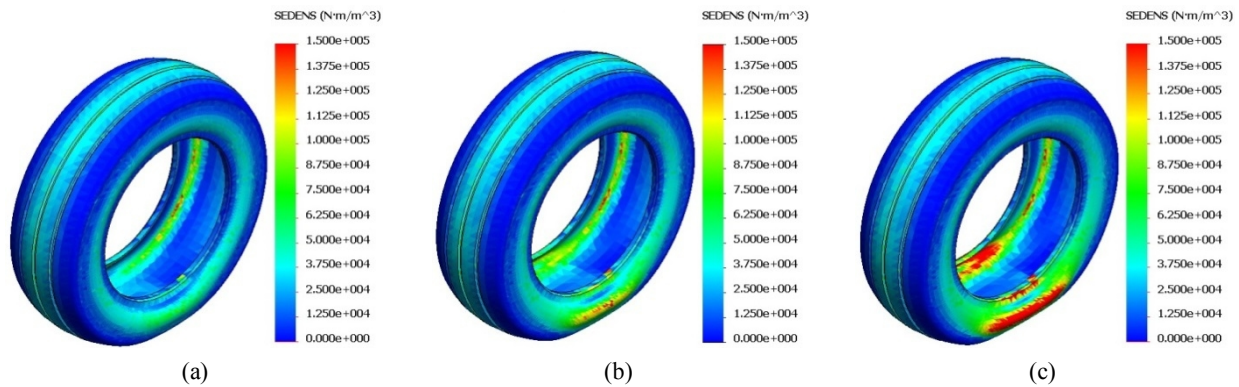 SEDENS (N·m/m^3)
1.500e+005
1.375e+005
1.250e+005
1.125e+005
1.000e+005
8.750e+004
7.500e+004
6.250e+004
5.000e+004
3.750e+004
2.500e+004
1.250e+004
0.000e+000
(a)
SEDENS (N·m/m^3)
1.500e+005
1.375e+005
1.250e+005
1.125e+005
1.000e+005
8.750e+004
7.500e+004
6.250e+004
5.000e+004
3.750e+004
2.500e+004
1.250e+004
0.000e+000
(b)
SEDENS (N·m/m^3)
1.500e+005
1.375e+005
1.250e+005
1.125e+005
1.000e+005
8.750e+004
7.500e+004
6.250e+004
5.000e+004
3.750e+004
2.500e+004
1.250e+004
0.000e+000
(c)